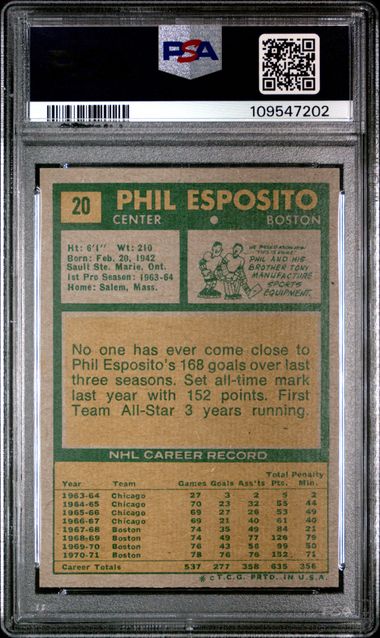 PSA
109547202
20
PHIL ESPOSITO
CENTER BOSTON
Ht: 6'1" Wt: 210
Born: Feb. 20, 1942
Sault Ste. Marie, Ont.
1st Pro Season: 1963-64
Home: Salem, Mass.
PHIL AND HIS
BROTHER TONY
MANUFACTURE
SPORTS
EQUIPMENT.
No one has ever come close to
Phil Esposito's 168 goals over last
three seasons. Set all-time mark
last year with 152 points. First
Team All-Star 3 years running.
NHL CAREER RECORD
Total Penalty
Year Team Games Goals Ass'ts Pts. Min.
1963-64 Chicago 27 3 2 5 2
1964-65 Chicago 70 23 32 55 44
1965-66 Chicago 69 27 26 53 49
1966-67 Chicago 69 21 40 61 40
1967-68 Boston 74 35 49 84 21
1968-69 Boston 74 49 77 126 79
1969-70 Boston 76 43 56 99 50
1970-71 Boston 78 76 76 152 71
Career Totals 537 277 358 635 356
* © T.C.G. PRTD. IN U.S.A.